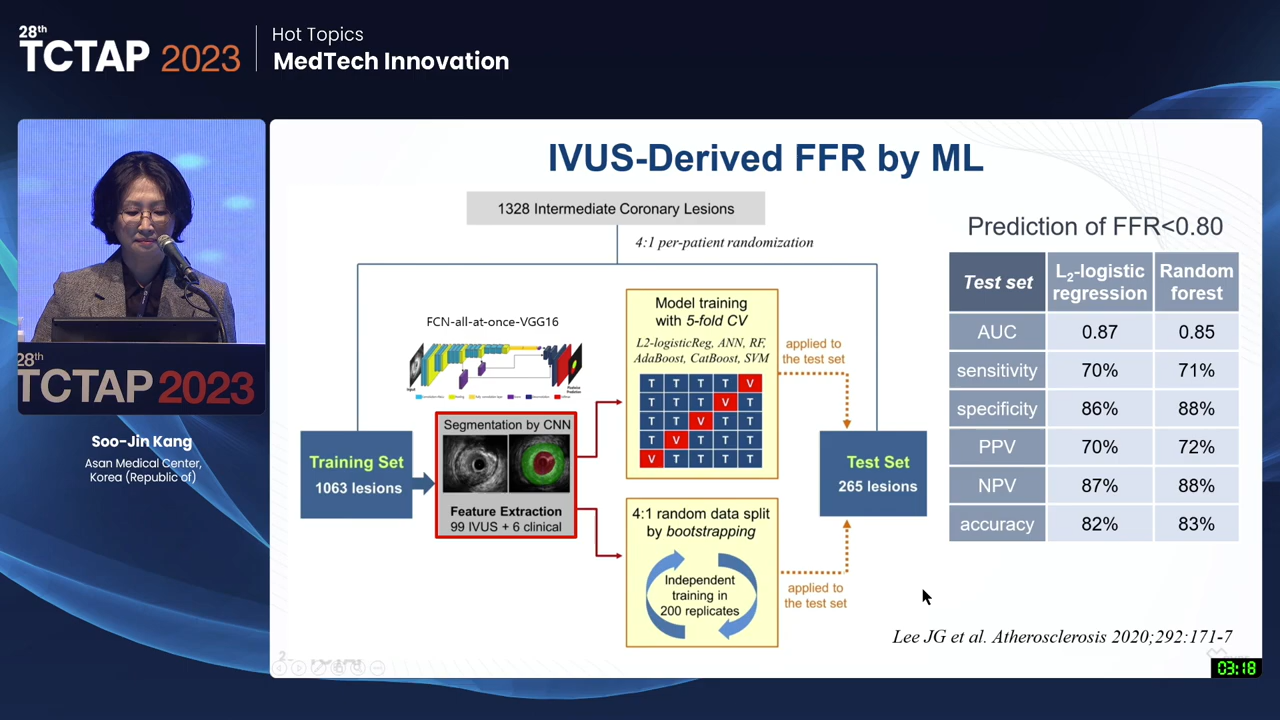 28th
TCTAP 2023
Hot Topics
MedTech Innovation
28th
TCTAP 2023
Soo-Jin Kang
Asan Medical Center,
Korea (Republic of)
IVUS-Derived FFR by ML
1328 Intermediate Coronary Lesions
4:1 per-patient randomization
FCN-all-at-once-VGG16
Training Set
1063 lesions
Segmentation by CNN
Feature Extraction
99 IVUS + 6 clinical
Model training
with 5-fold CV
L2-logisticReg, ANN, RF,
AdaBoost, CatBoost, SVM
T T T T V
T T T V T
T T V T T
T V T T T
V T T T T
4:1 random data split
by bootstrapping
Independent
training in
200 replicates
applied to
the test set
Test Set
265 lesions
applied to
the test set
Prediction of FFR<0.80
Test set L2-logistic regression Random forest
AUC 0.87 0.85
sensitivity 70% 71%
specificity 86% 88%
PPV 70% 72%
NPV 87% 88%
accuracy 82% 83%
Lee JG et al. Atherosclerosis 2020;292:171-7
03:18